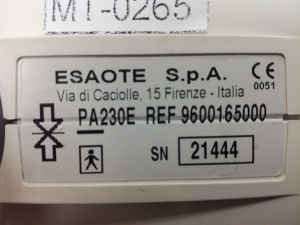 MT-0265
ESAOTE S.p.A. CE
Via di Caciolle, 15 Firenze - Italia 0051
PA230E REF 9600165000
SN 21444